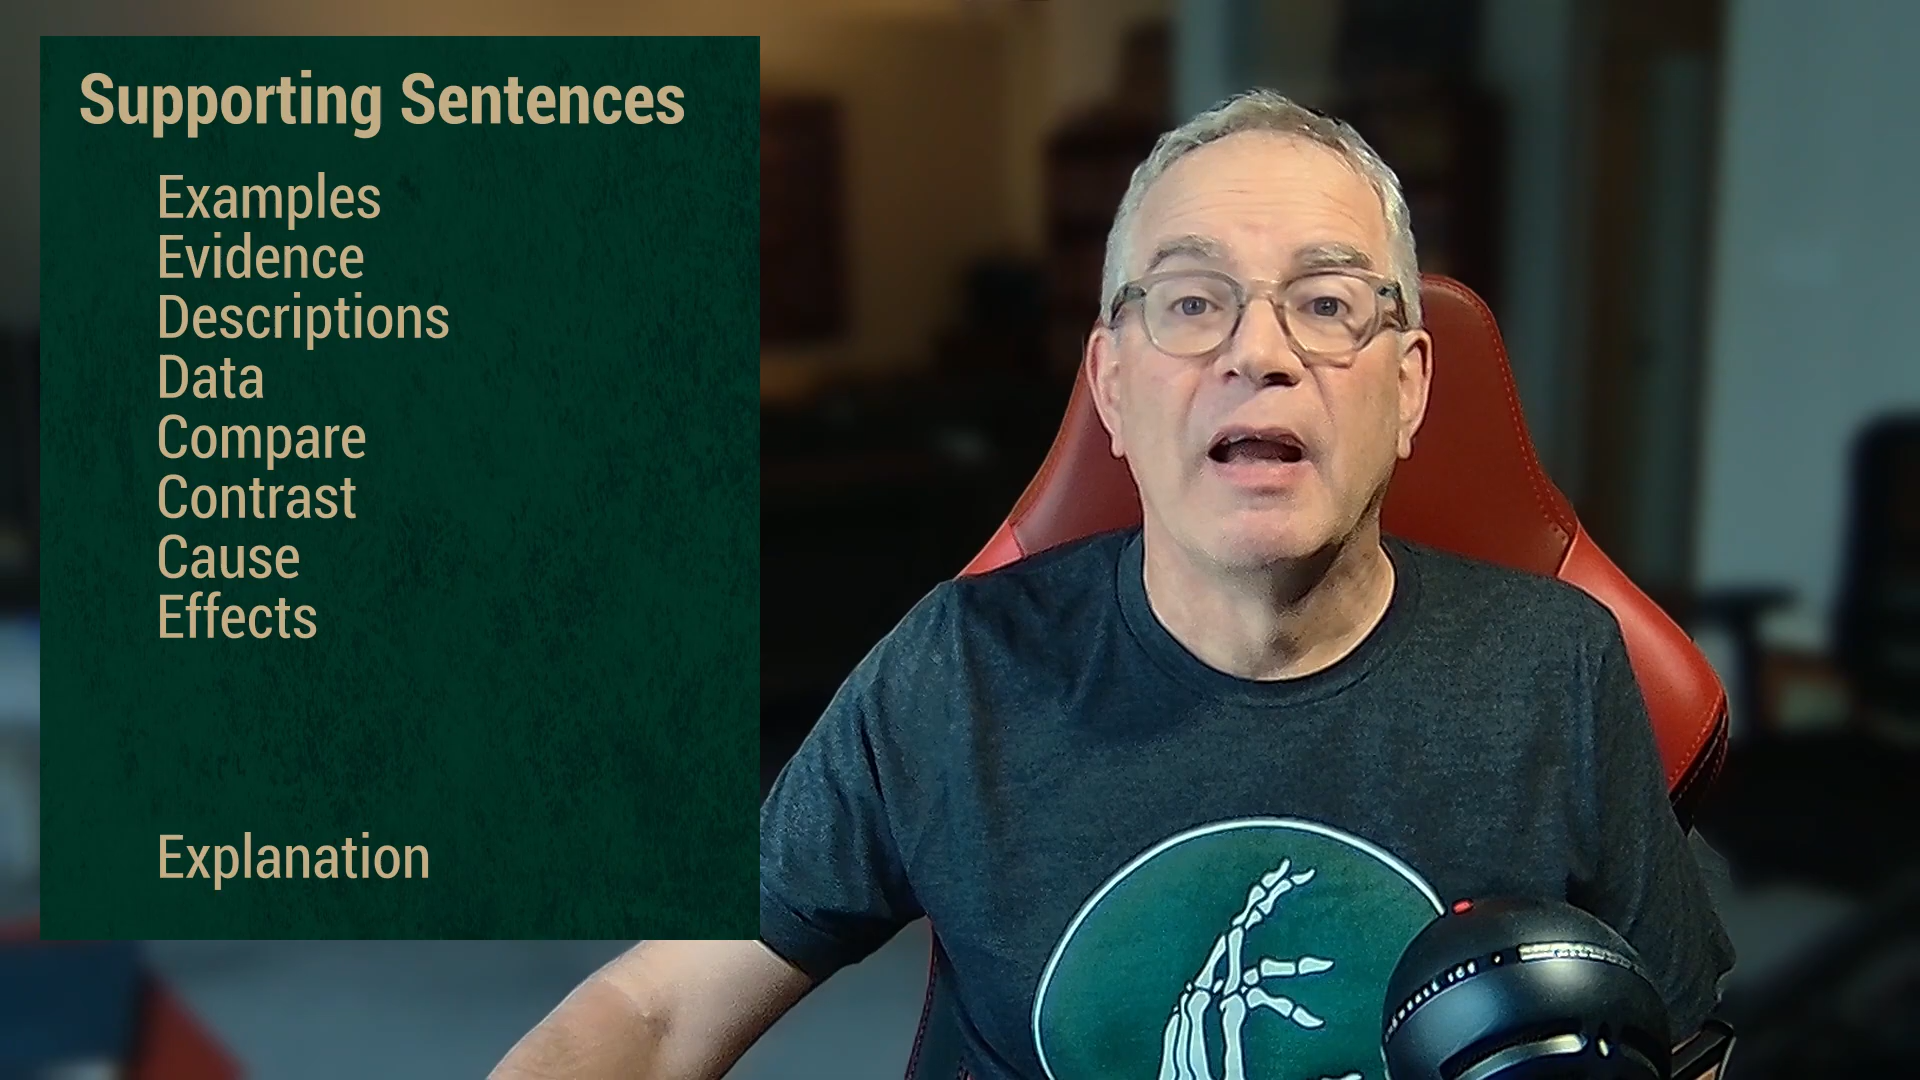 Supporting Sentences
Examples
Evidence
Descriptions
Data
Compare
Contrast
Cause
Effects
Explanation